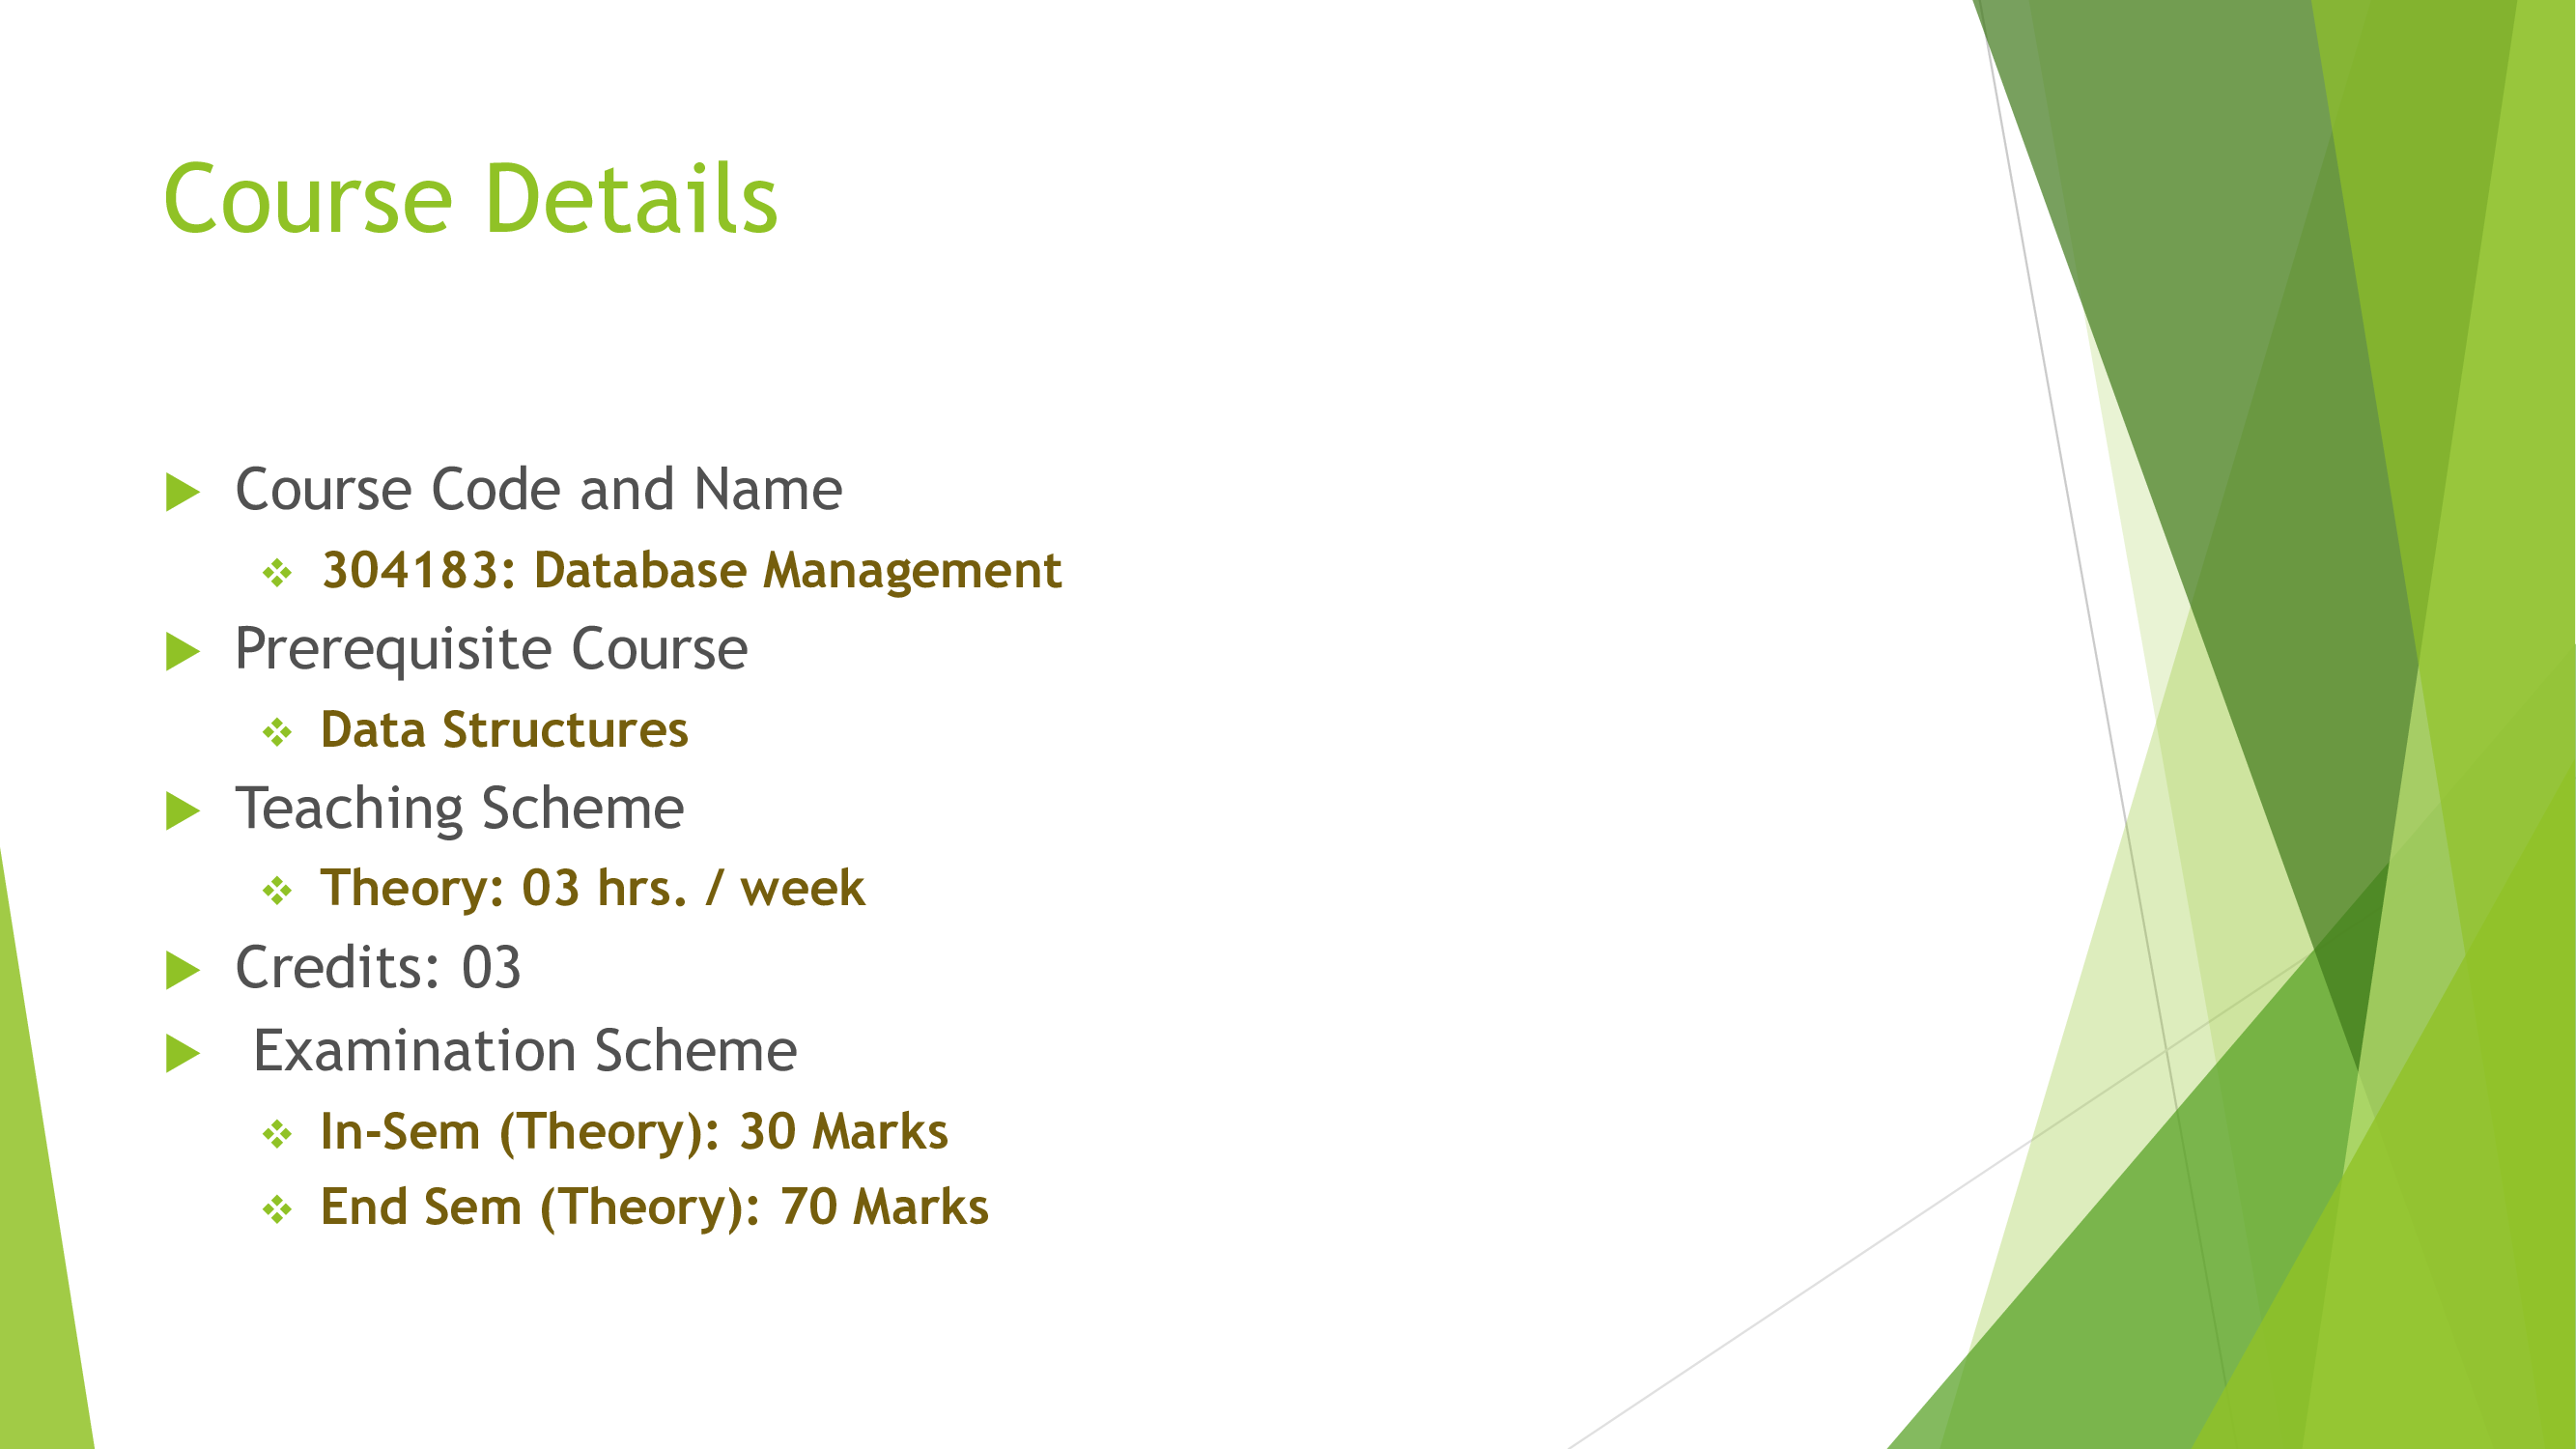 Course Details
Course Code and Name
304183: Database Management
Prerequisite Course
Data Structures
Teaching Scheme
Theory: 03 hrs. / week
Credits: 03
Examination Scheme
In-Sem (Theory): 30 Marks
End Sem (Theory): 70 Marks